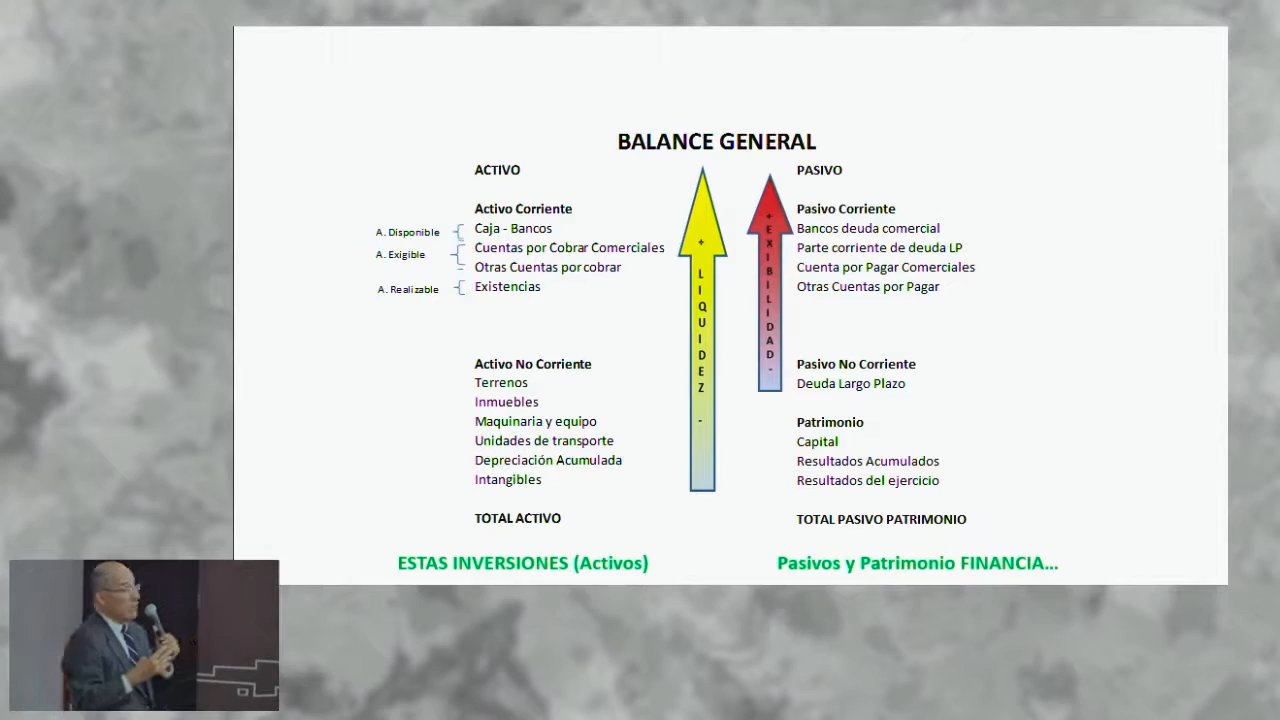 BALANCE GENERAL
ACTIVO
Activo Corriente
A. Disponible
Caja - Bancos
A. Exigible
Cuentas por Cobrar Comerciales
Otras Cuentas por cobrar
A. Realizable
Existencias
Activo No Corriente
Terrenos
Inmuebles
Maquinaria y equipo
Unidades de transporte
Depreciación Acumulada
Intangibles
TOTAL ACTIVO
ESTAS INVERSIONES (Activos)
+ LIQUIDEZ -
+ EXIBILIDAD -
PASIVO
Pasivo Corriente
Bancos deuda comercial
Parte corriente de deuda LP
Cuenta por Pagar Comerciales
Otras Cuentas por Pagar
Pasivo No Corriente
Deuda Largo Plazo
Patrimonio
Capital
Resultados Acumulados
Resultados del ejercicio
TOTAL PASIVO PATRIMONIO
Pasivos y Patrimonio FINANCIA...